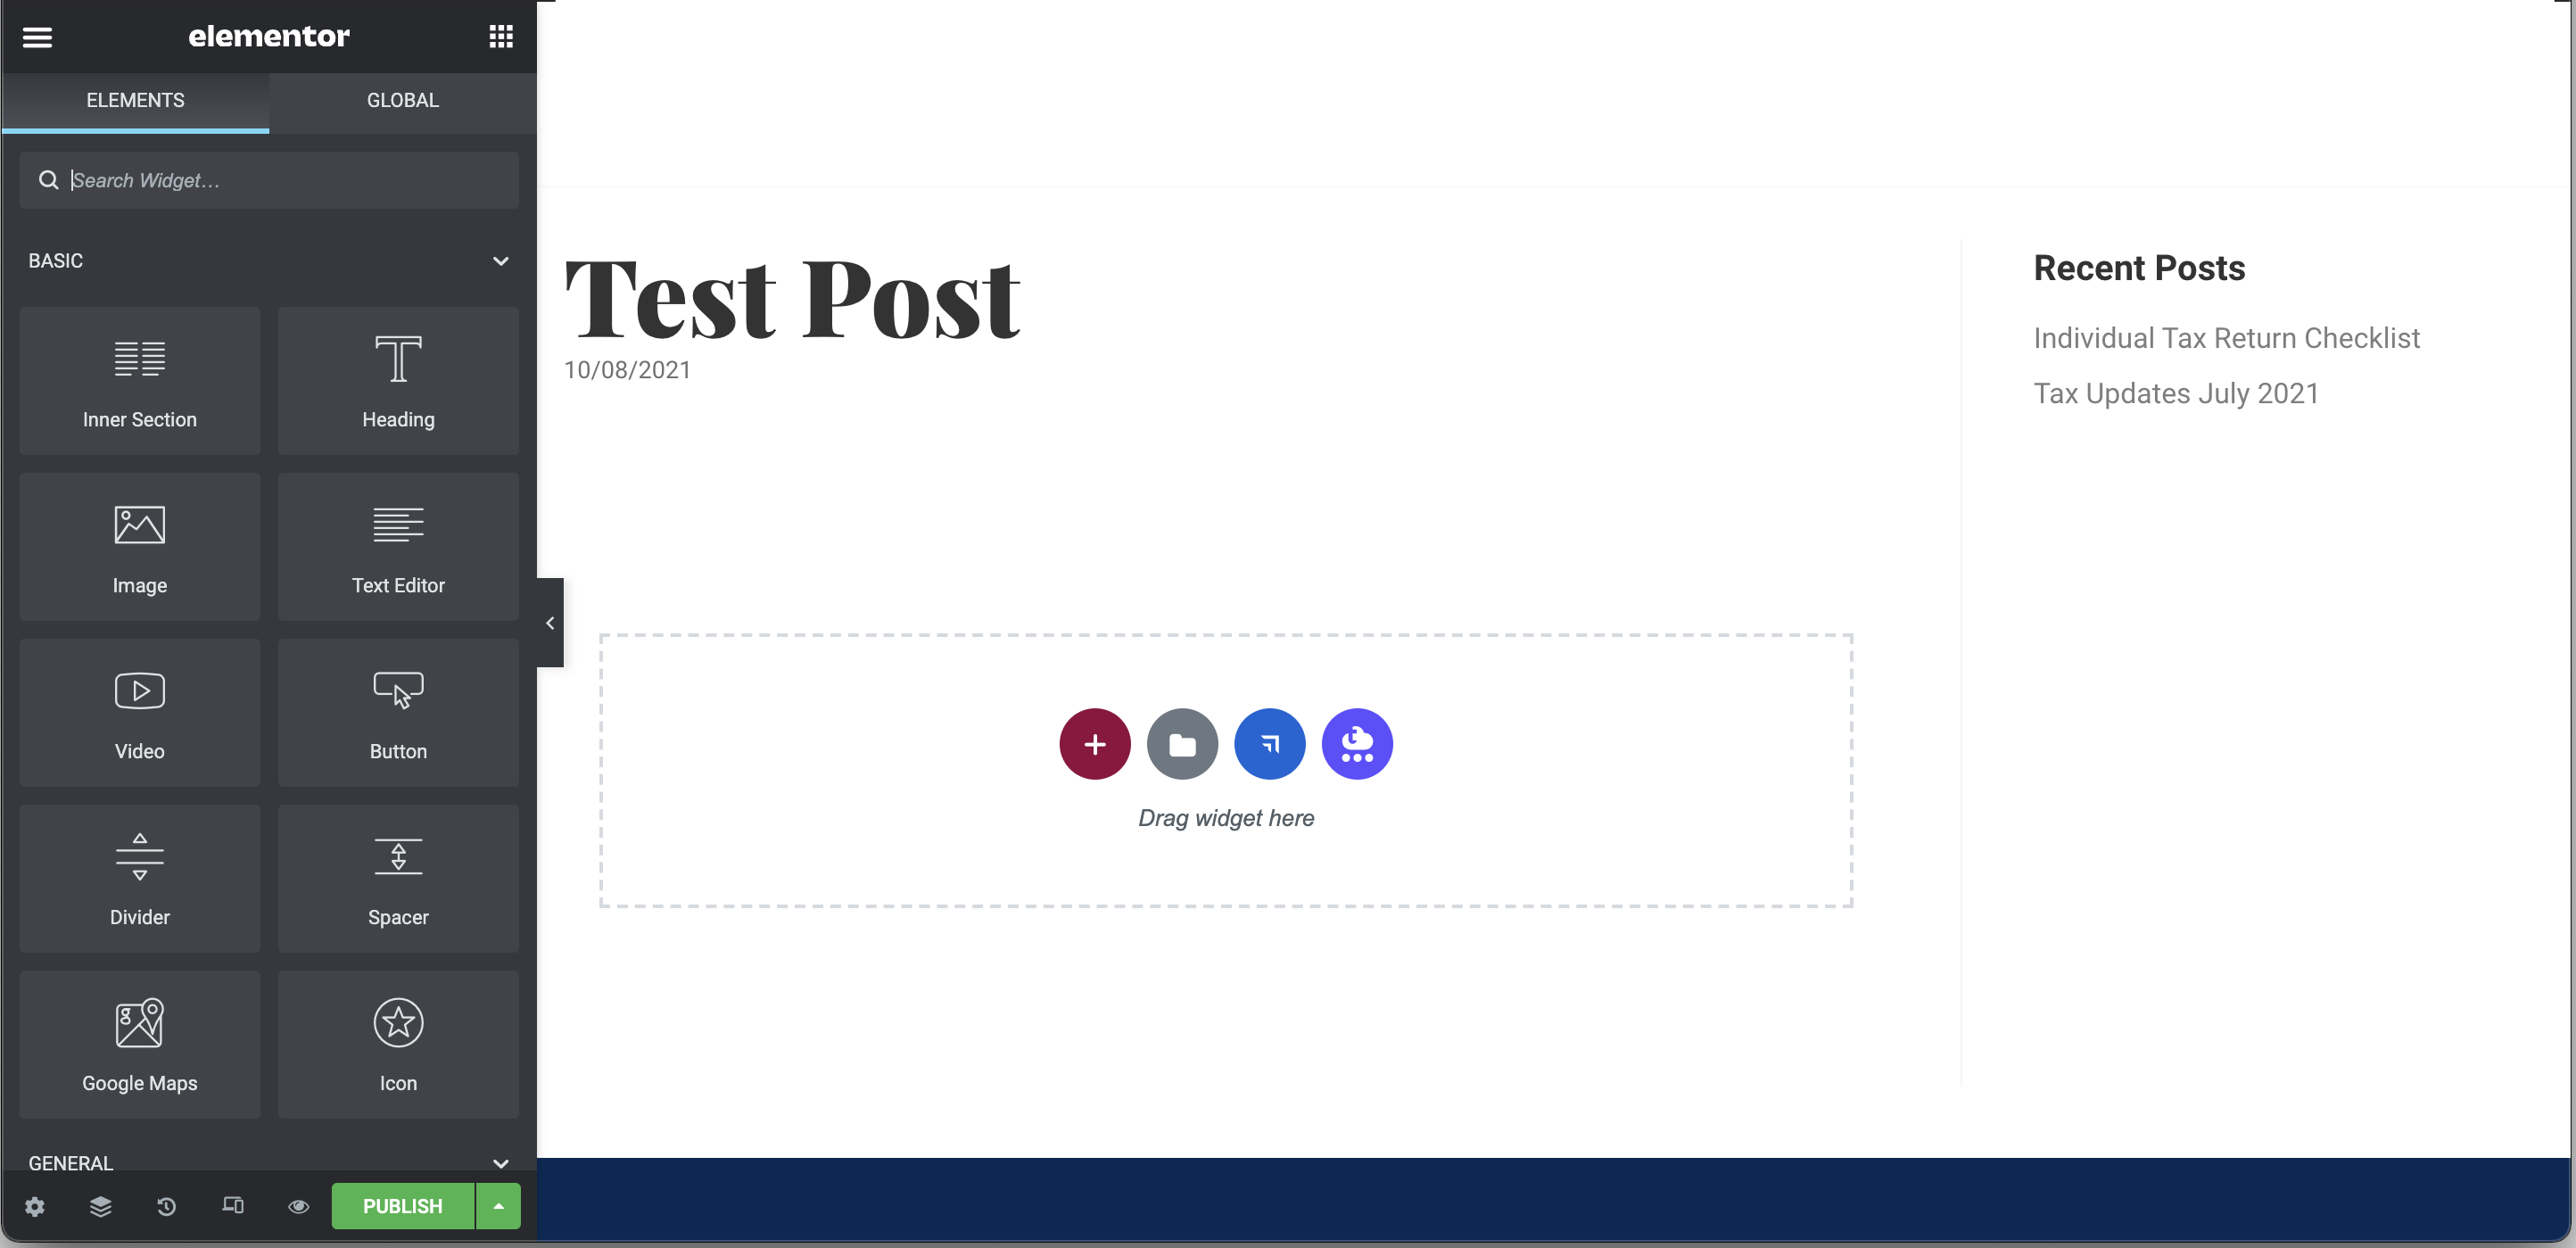 elementor
ELEMENTS
GLOBAL
Search Widget...
BASIC
Inner Section
Heading
Image
Text Editor
Video
Button
Divider
Spacer
Google Maps
Icon
GENERAL
PUBLISH
Test Post
10/08/2021
Drag widget here
Recent Posts
Individual Tax Return Checklist
Tax Updates July 2021